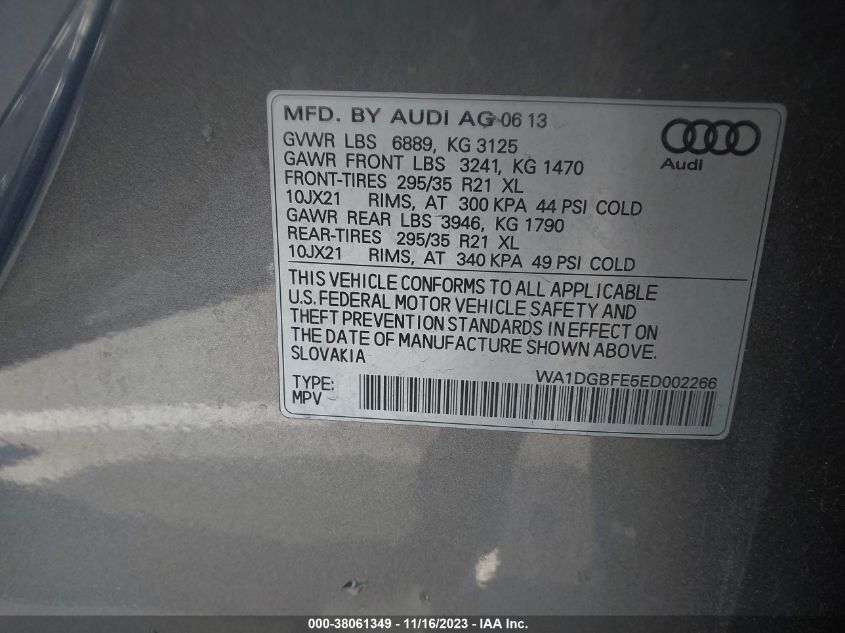 MFD. BY AUDI AG 06 13
GVWR LBS 6889, KG 3125
GAWR FRONT LBS 3241, KG 1470
FRONT-TIRES 295/35 R21 XL
10JX21 RIMS, AT 300 KPA 44 PSI COLD
GAWR REAR LBS 3946, KG 1790
REAR-TIRES 295/35 R21 XL
10JX21 RIMS, AT 340 KPA 49 PSI COLD
Audi
THIS VEHICLE CONFORMS TO ALL APPLICABLE
U.S. FEDERAL MOTOR VEHICLE SAFETY AND
THEFT PREVENTION STANDARDS IN EFFECT ON
THE DATE OF MANUFACTURE SHOWN ABOVE.
SLOVAKIA
WA1DGBFE5ED002266
TYPE:
MPV
000-38061349 - 11/16/2023 - IAA Inc.